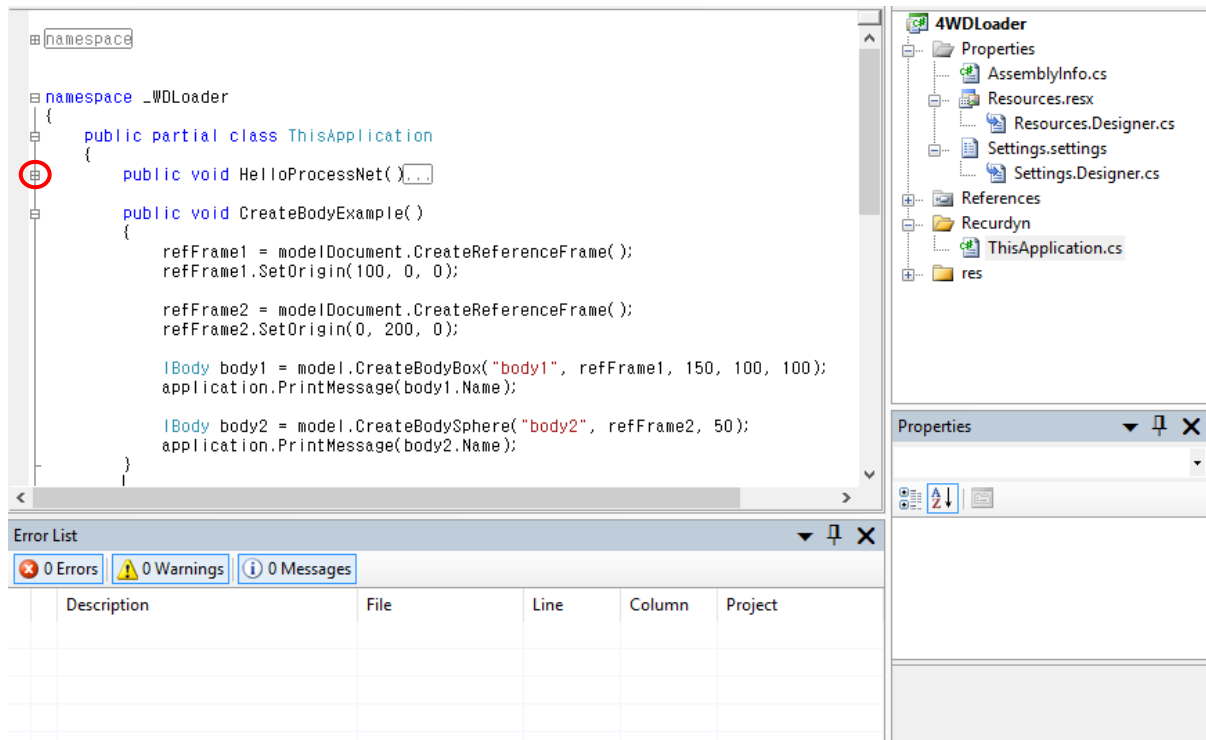 namespace
namespace _WDLoader
{
public partial class ThisApplication
{
public void HelloProcessNet()...
public void CreateBodyExample()
{
refFrame1 = modelDocument.CreateReferenceFrame();
refFrame1.SetOrigin(100, 0, 0);
refFrame2 = modelDocument.CreateReferenceFrame();
refFrame2.SetOrigin(0, 200, 0);
IBody body1 = model.CreateBodyBox("body1", refFrame1, 150, 100, 100);
application.PrintMessage(body1.Name);
IBody body2 = model.CreateBodySphere("body2", refFrame2, 50);
application.PrintMessage(body2.Name);
}
4WDLoader
Properties
AssemblyInfo.cs
Resources.resx
Resources.Designer.cs
Settings.settings
Settings.Designer.cs
References
Recurdyn
ThisApplication.cs
res
Properties
Error List
0 Errors 0 Warnings 0 Messages
Description File Line Column Project